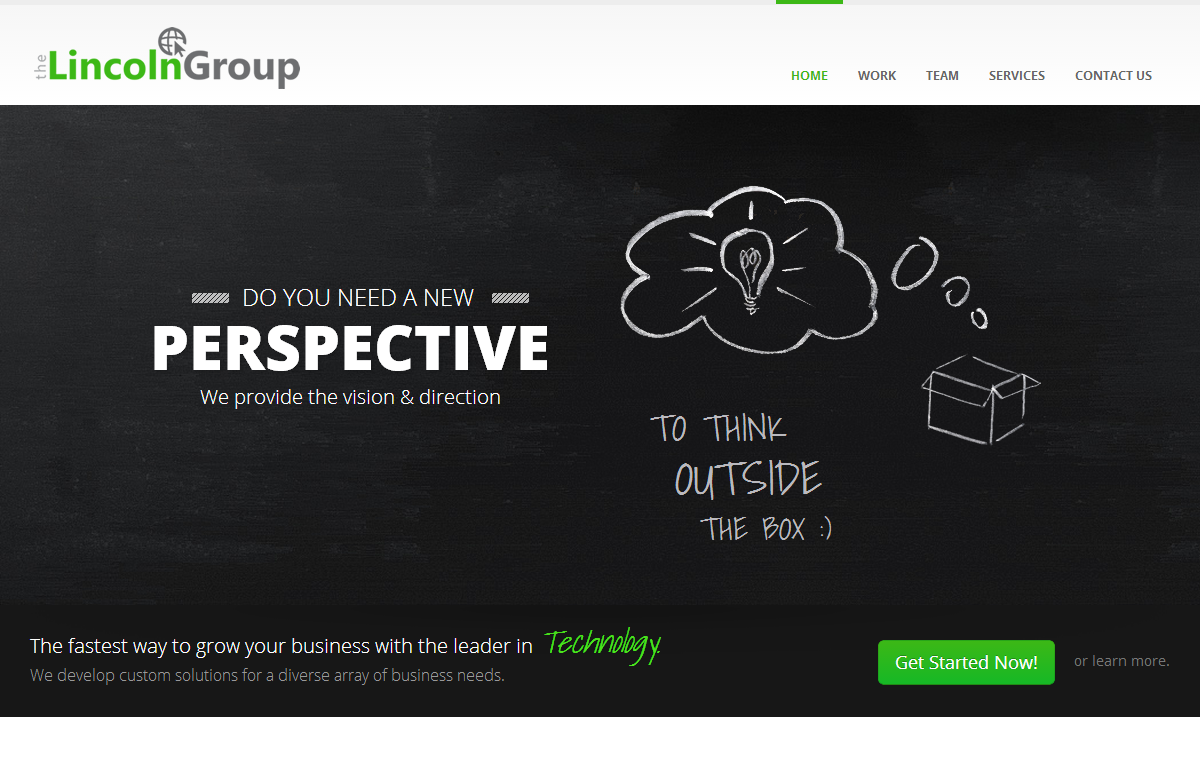 the LincolnGroup
HOME WORK TEAM SERVICES CONTACT US
DO YOU NEED A NEW
PERSPECTIVE
We provide the vision & direction
TO THINK
OUTSIDE
THE BOX :)
The fastest way to grow your business with the leader in Technology.
We develop custom solutions for a diverse array of business needs.
Get Started Now! or learn more.